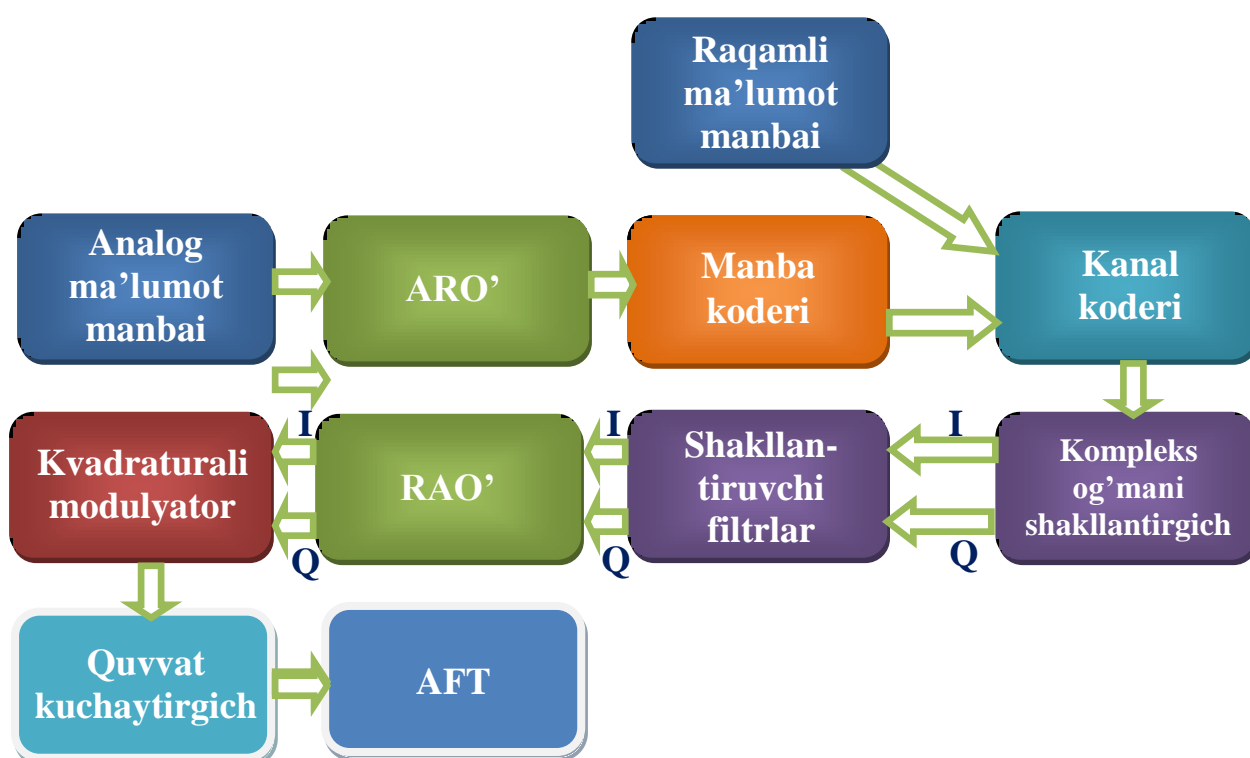 Raqamli
ma’lumot
manbai
Analog
ma’lumot
manbai
ARO’
Manba
koderi
Kanal
koderi
Kvadraturali
modulyator
I
Q
RAO’
I
Q
Shakllan-
tiruvchi
filtrlar
I
Q
Kompleks
og’mani
shakllantirgich
Quvvat
kuchaytirgich
AFT